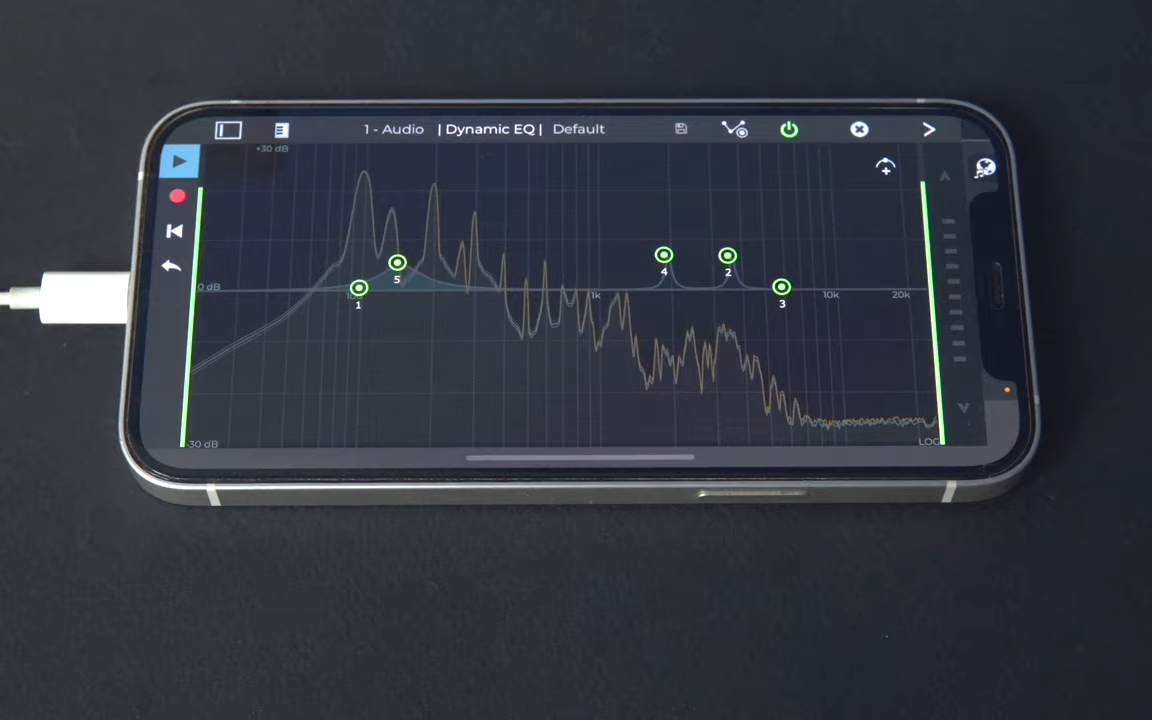 1 - Audio | Dynamic EQ | Default
+30 dB
4
2
5
0 dB
1
100
1k
3
10k
20k
-30 dB
LOG